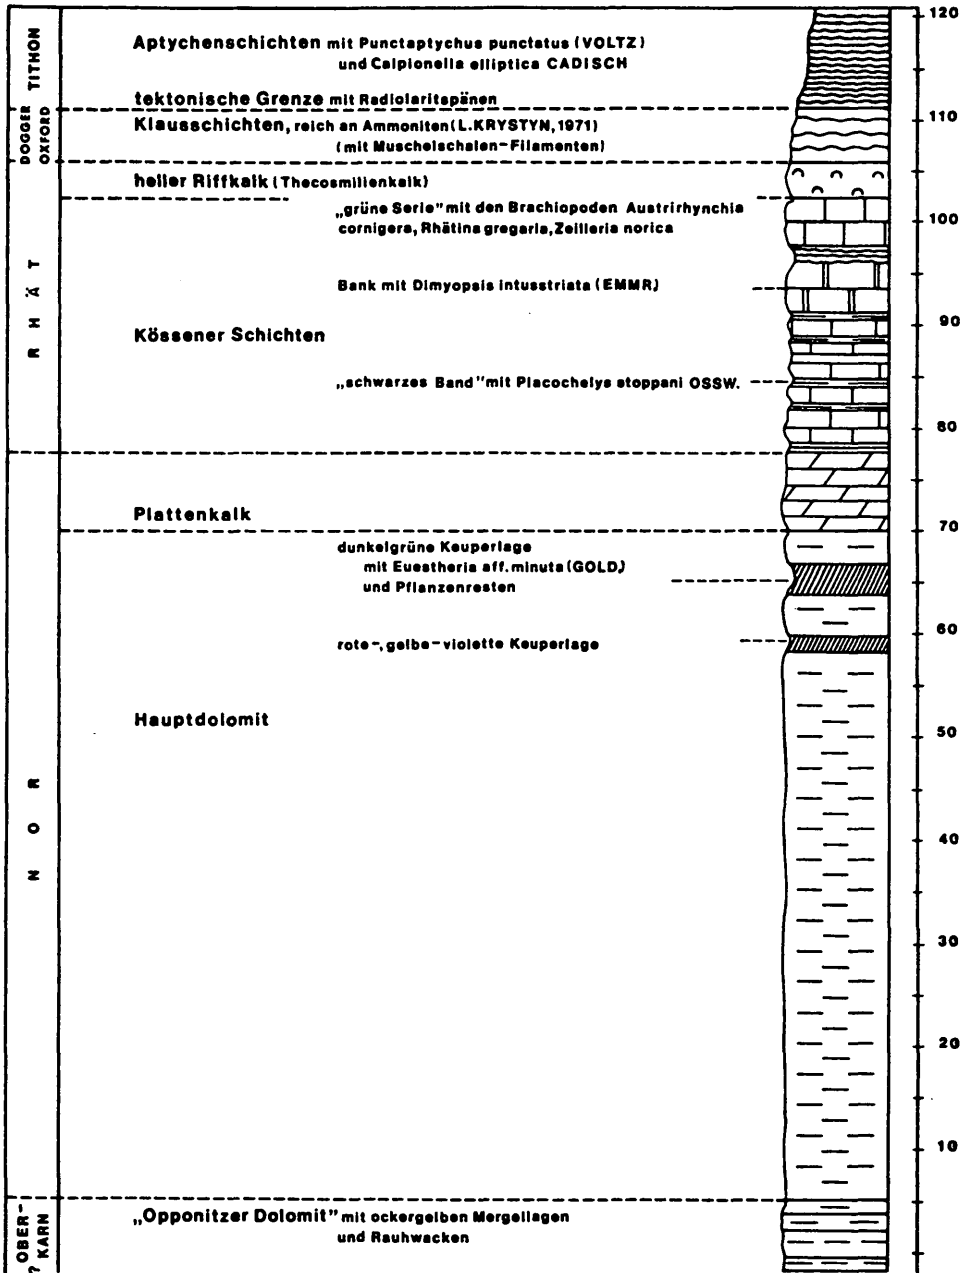 TITHON
Aptychenschichten mit Punctaptychus punctatus (VOLTZ)
und Calpionella elliptica CADISCH
tektonische Grenze mit Radiolaritspänen
DOGGER
OXFORD
Klausschichten, reich an Ammoniten (L.KRYSTYN, 1971)
(mit Muschelschalen-Filamenten)
RHÄT
heller Riffkalk (Thecosmilienkalk)
„grüne Serie" mit den Brachiopoden Austrirhynchia
cornigera, Rhätina gregaria, Zeilleria norica
Bank mit Dimyopsis intusstriata (EMMR.)
Kössener Schichten
„schwarzes Band" mit Placochelys stoppani OSSW.
NOR
Plattenkalk
dunkelgrüne Keuperlage
mit Euestheria aff. minuta (GOLD.)
und Pflanzenresten
rote-, gelbe-violette Keuperlage
Hauptdolomit
? OBER-
KARN
„Opponitzer Dolomit" mit ockergelben Mergellagen
und Rauhwacken
120
110
100
90
80
70
60
50
40
30
20
10